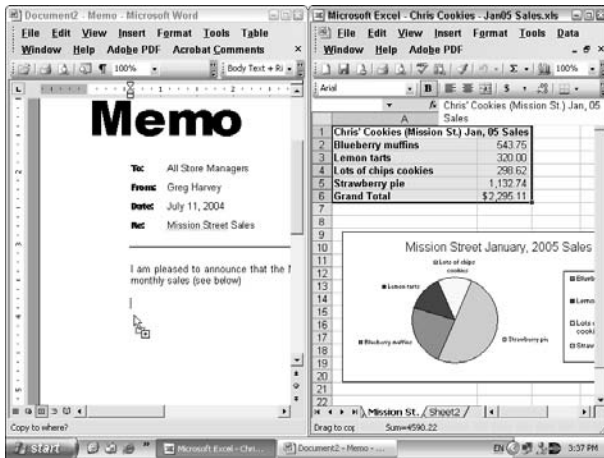 Document2 - Memo - Microsoft Word
File Edit View Insert Format Tools Table
Window Help Adobe PDF Acrobat Comments
100% Body Text + Ri
Memo
To: All Store Managers
From: Greg Harvey
Date: July 11, 2004
Re: Mission Street Sales
I am pleased to announce that the
monthly sales (see below)
Copy to where?
Microsoft Excel - Chris Cookies - Jan05 Sales.xls
File Edit View Insert Format Tools Data
Window Help Adobe PDF
100%
Arial
Chris' Cookies (Mission St.) Jan, 05
Sales
A
1 Chris' Cookies (Mission St.) Jan, 05 Sales
2 Blueberry muffins 543.75
3 Lemon tarts 320.00
4 Lots of chips cookies 298.62
5 Strawberry pie 1,132.74
6 Grand Total $2,295.11
7
8
9
10 Mission Street January, 2005 Sales
11 Lots of chips
cookies
12 Blueb
13 Lemon tarts
14 Lemo
15
16 Lots
cooki
17 Blueberry muffins Strawberry pie
18 Straw
19
20
21
22
Mission St. Sheet2
Drag to cop Sum=4590.22
start Microsoft Excel - Chri... Document2 - Memo - ... EN 3:37 PM